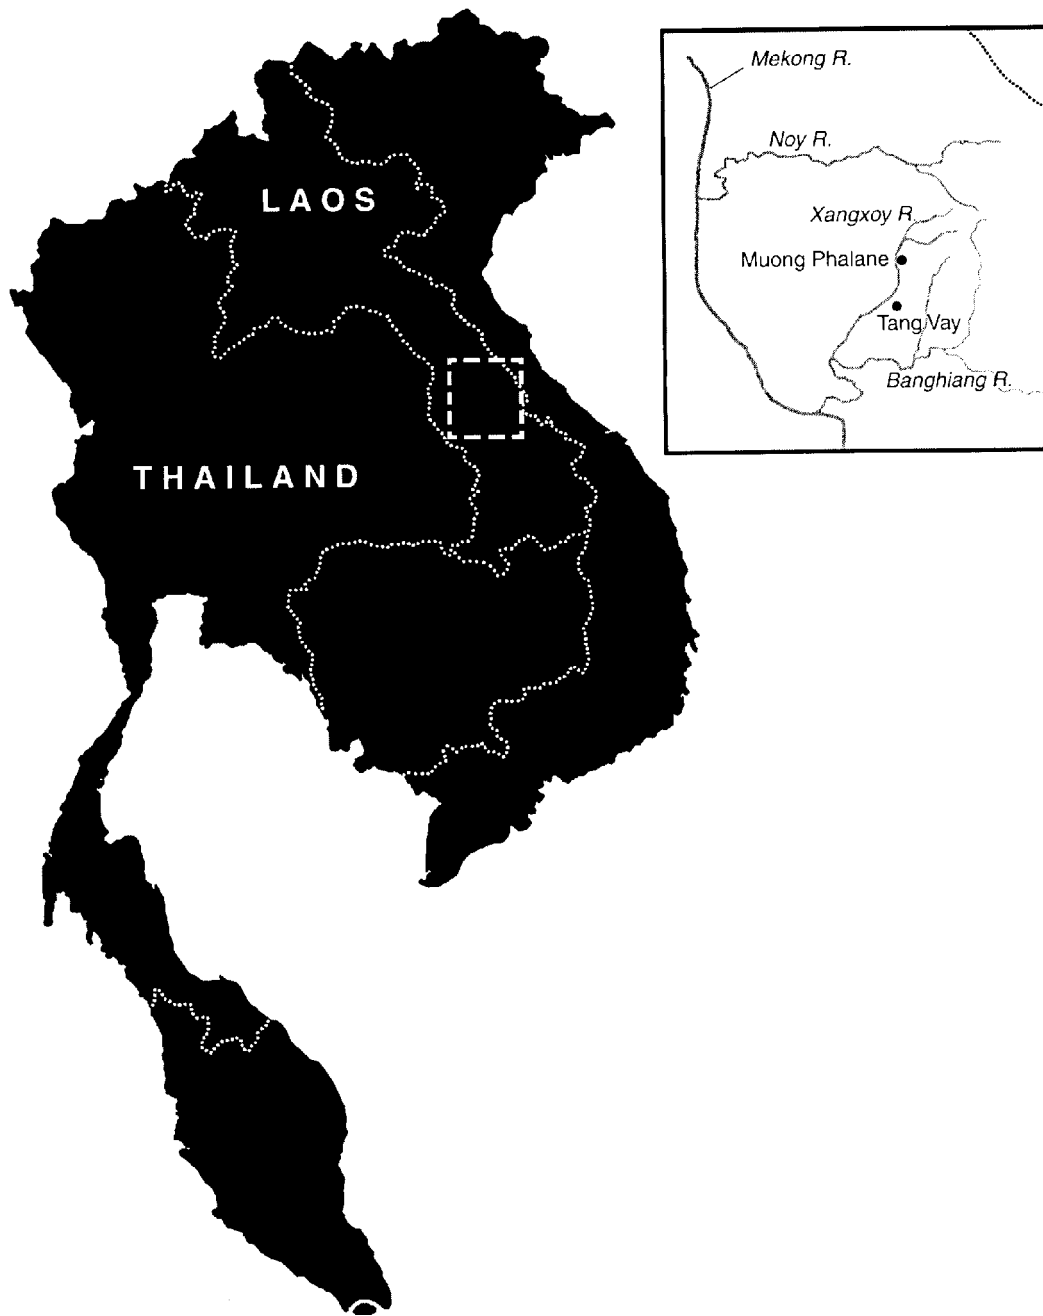 LAOS
THAILAND
Mekong R.
Noy R.
Xangxoy R.
Muong Phalane
Tang Vay
Banghiang R.